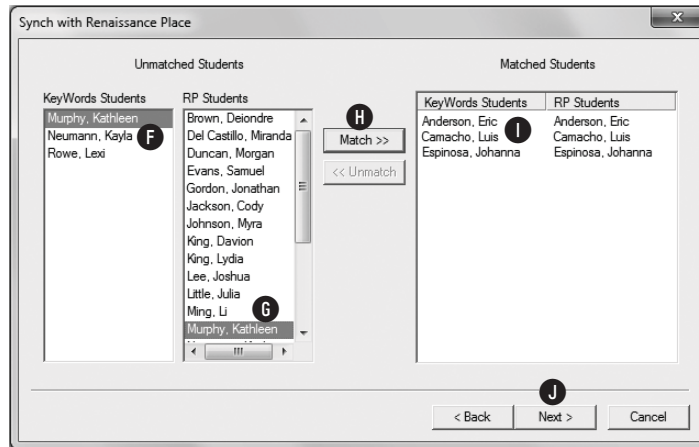 Synch with Renaissance Place
x
Unmatched Students
Matched Students
KeyWords Students
Murphy, Kathleen
Neumann, Kayla
Rowe, Lexi
F
RP Students
Brown, Deiondre
Del Castillo, Miranda
Duncan, Morgan
Evans, Samuel
Gordon, Jonathan
Jackson, Cody
Johnson, Myra
King, Davion
King, Lydia
Lee, Joshua
Little, Julia
Ming, Li
G
Murphy, Kathleen
H
Match >>
<< Unmatch
KeyWords Students RP Students
Anderson, Eric Anderson, Eric
Camacho, Luis I Camacho, Luis
Espinosa, Johanna Espinosa, Johanna
J
< Back Next > Cancel